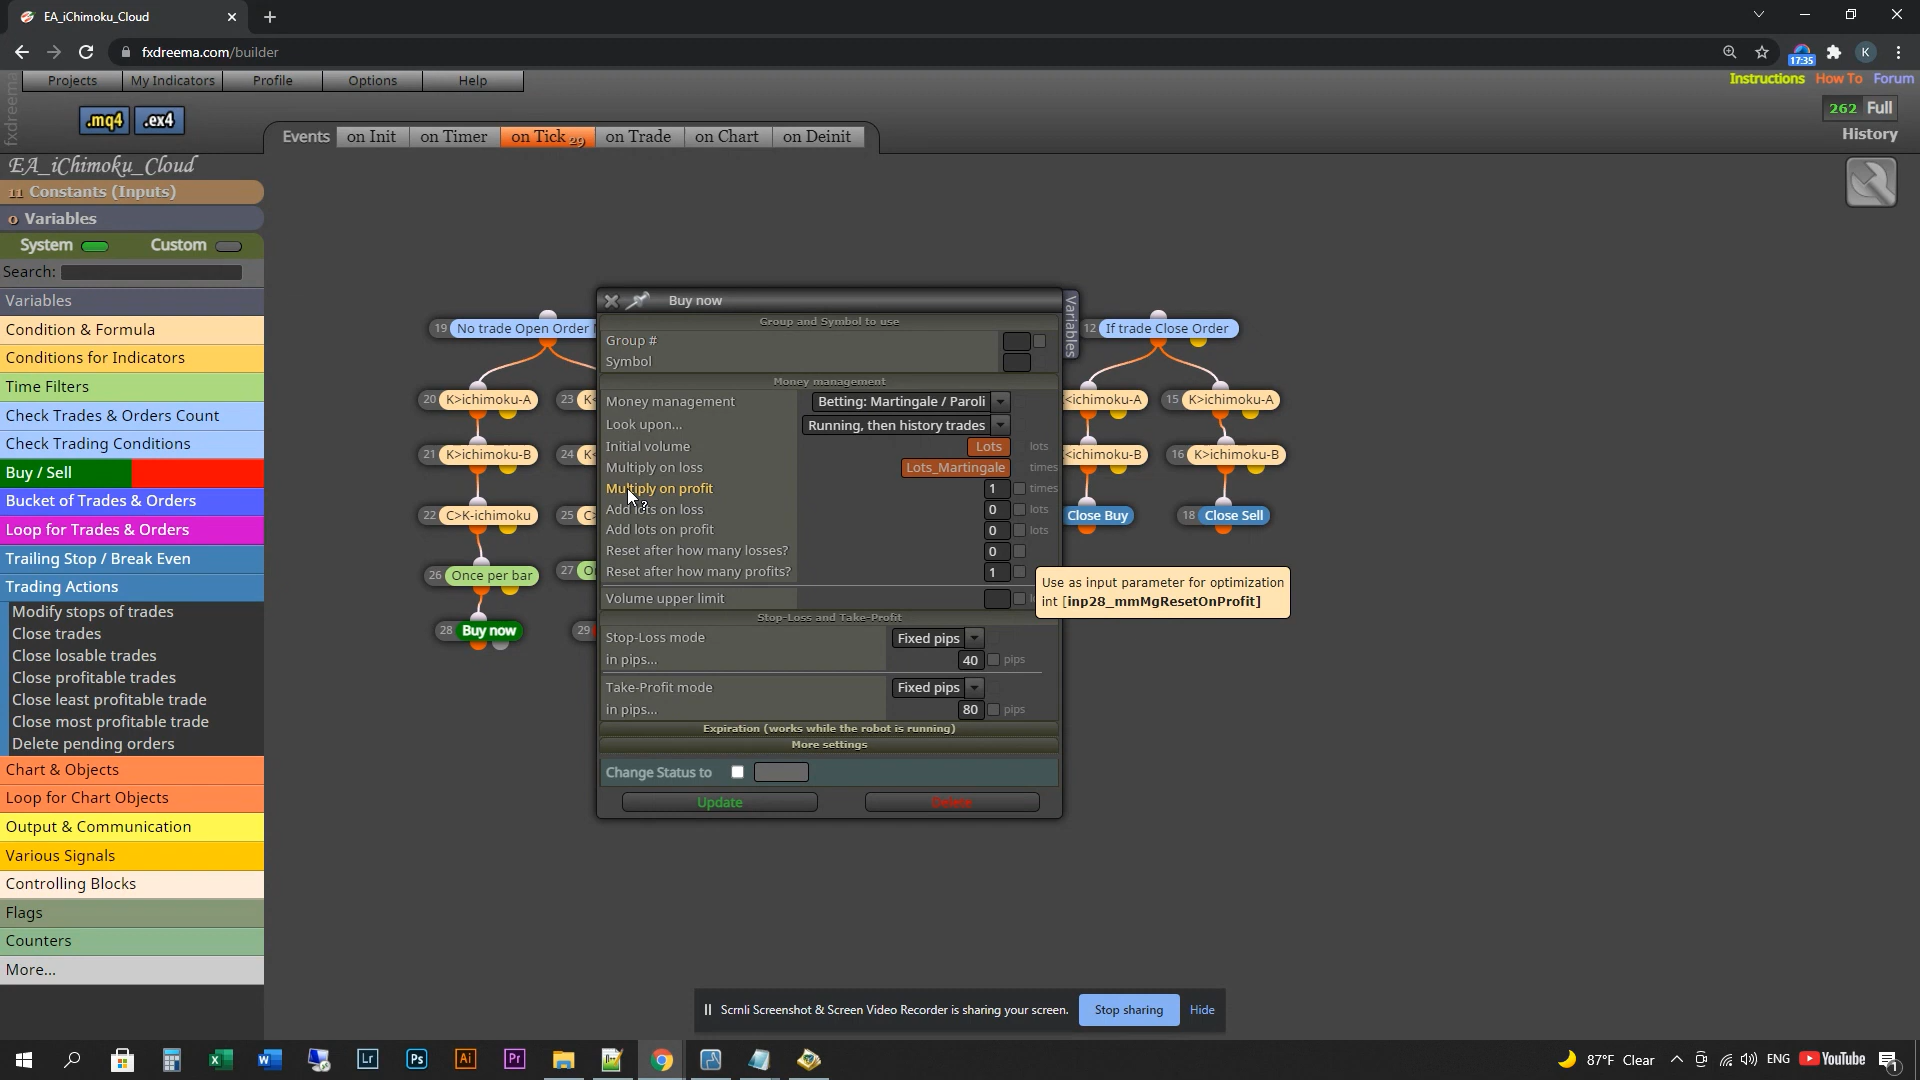 EA_iChimoku_Cloud
fxdreema.com/builder
17:35
K
Projects
My Indicators
Profile
Options
Help
Instructions
How To
Forum
fxdreema
.mq4
.ex4
262 Full
History
Events
on Init
on Timer
on Tick 29
on Trade
on Chart
on Deinit
EA_iChimoku_Cloud
11 Constants (Inputs)
0 Variables
System
Custom
Search:
Variables
Condition & Formula
Conditions for Indicators
Time Filters
Check Trades & Orders Count
Check Trading Conditions
Buy / Sell
Bucket of Trades & Orders
Loop for Trades & Orders
Trailing Stop / Break Even
Trading Actions
Modify stops of trades
Close trades
Close losable trades
Close profitable trades
Close least profitable trade
Close most profitable trade
Delete pending orders
Chart & Objects
Loop for Chart Objects
Output & Communication
Various Signals
Controlling Blocks
Flags
Counters
More...
19 No trade Open Order
20 K>ichimoku-A
23
21 K>ichimoku-B
24
22 C>K-ichimoku
25
26 Once per bar
27
28 Buy now
29
Buy now
Variables
Group and Symbol to use
Group #
Symbol
Money management
Money management Betting: Martingale / Paroli
Look upon... Running, then history trades
Initial volume Lots lots
Multiply on loss Lots_Martingale times
Multiply on profit 1 times
Add lots on loss 0 lots
Add lots on profit 0 lots
Reset after how many losses? 0
Reset after how many profits? 1
Volume upper limit
Use as input parameter for optimization
int [inp28_mmMgResetOnProfit]
Stop-Loss and Take-Profit
Stop-Loss mode Fixed pips
in pips... 40 pips
Take-Profit mode Fixed pips
in pips... 80 pips
Expiration (works while the robot is running)
More settings
Change Status to
Update
Delete
12 If trade Close Order
>ichimoku-A
15 K>ichimoku-A
<ichimoku-B
16 K>ichimoku-B
Close Buy
18 Close Sell
Scrnli Screenshot & Screen Video Recorder is sharing your screen.
Stop sharing
Hide
Lr
Ps
Ai
Pr
87°F Clear
ENG
YouTube
1